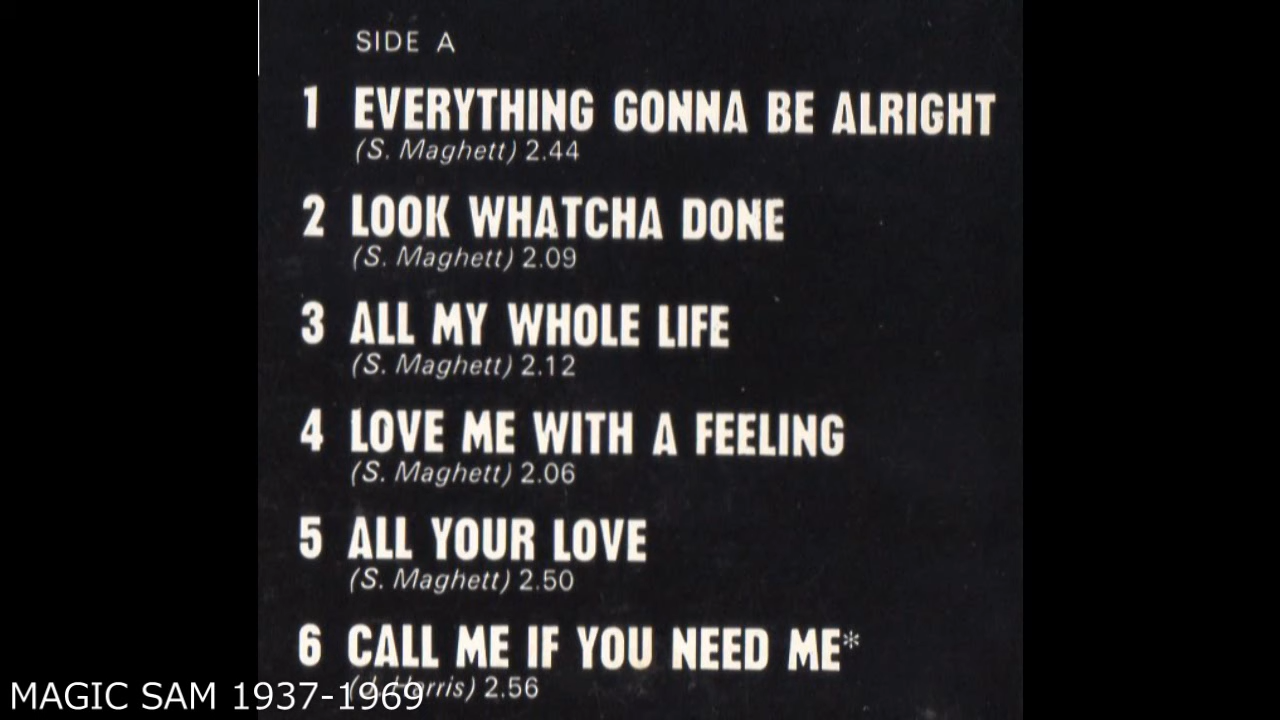 SIDE A
1 EVERYTHING GONNA BE ALRIGHT
(S. Maghett) 2.44
2 LOOK WHATCHA DONE
(S. Maghett) 2.09
3 ALL MY WHOLE LIFE
(S. Maghett) 2.12
4 LOVE ME WITH A FEELING
(S. Maghett) 2.06
5 ALL YOUR LOVE
(S. Maghett) 2.50
6 CALL ME IF YOU NEED ME*
(J. Harris) 2.56
MAGIC SAM 1937-1969